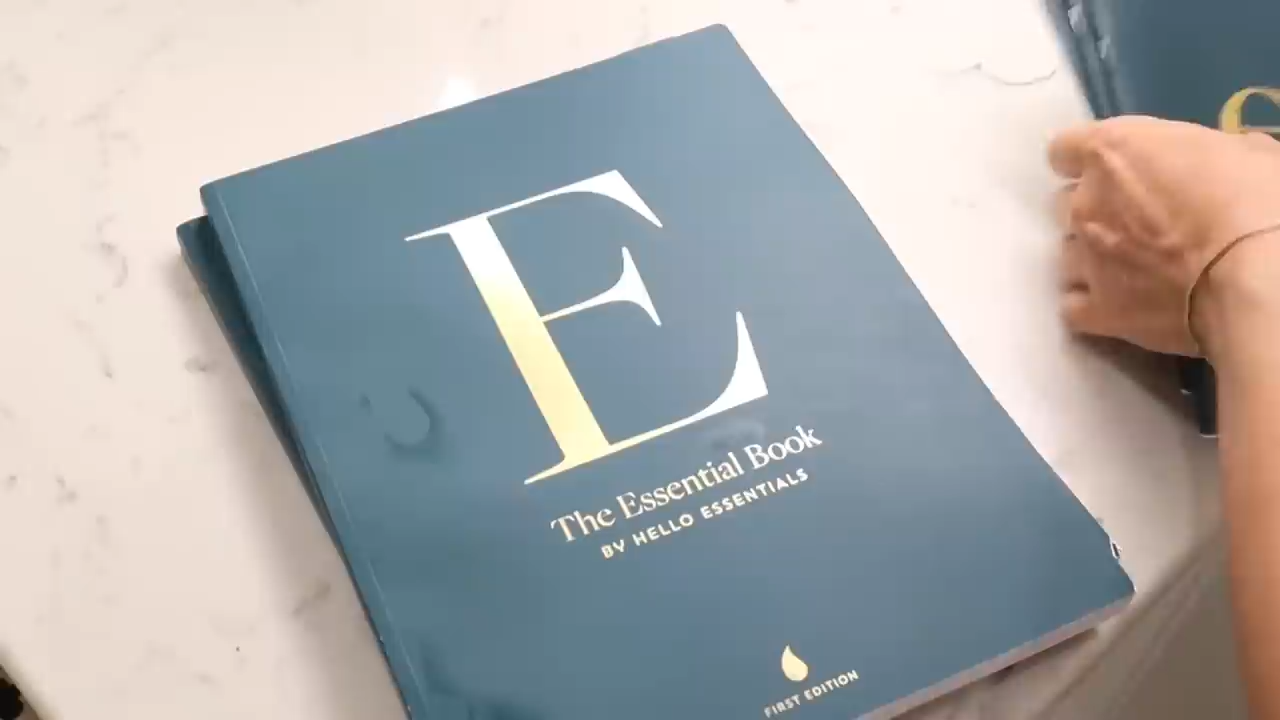 E
The Essential Book
BY HELLO ESSENTIALS
FIRST EDITION